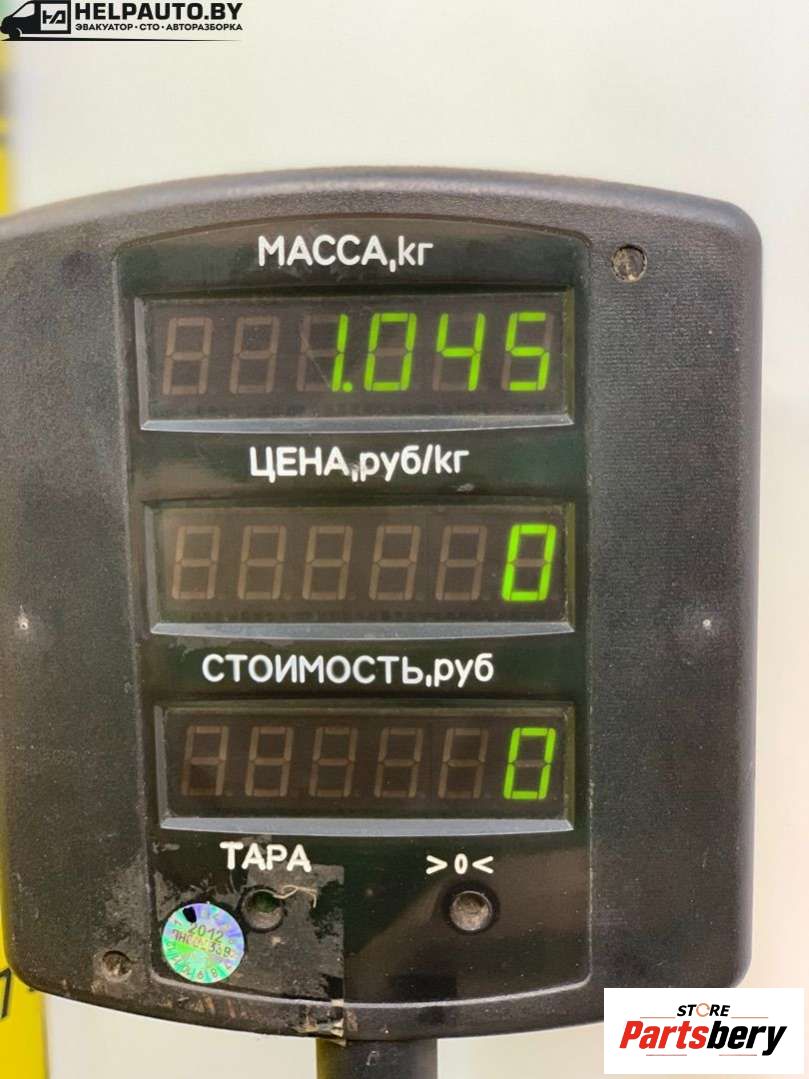 HELPAUTO.BY
ЭВАКУАТОР • СТО • АВТОРАЗБОРКА
МАССА,кг
1.045
ЦЕНА,руб/кг
0
СТОИМОСТЬ,руб
0
ТАРА >0<
2012
STORE
Partsbery